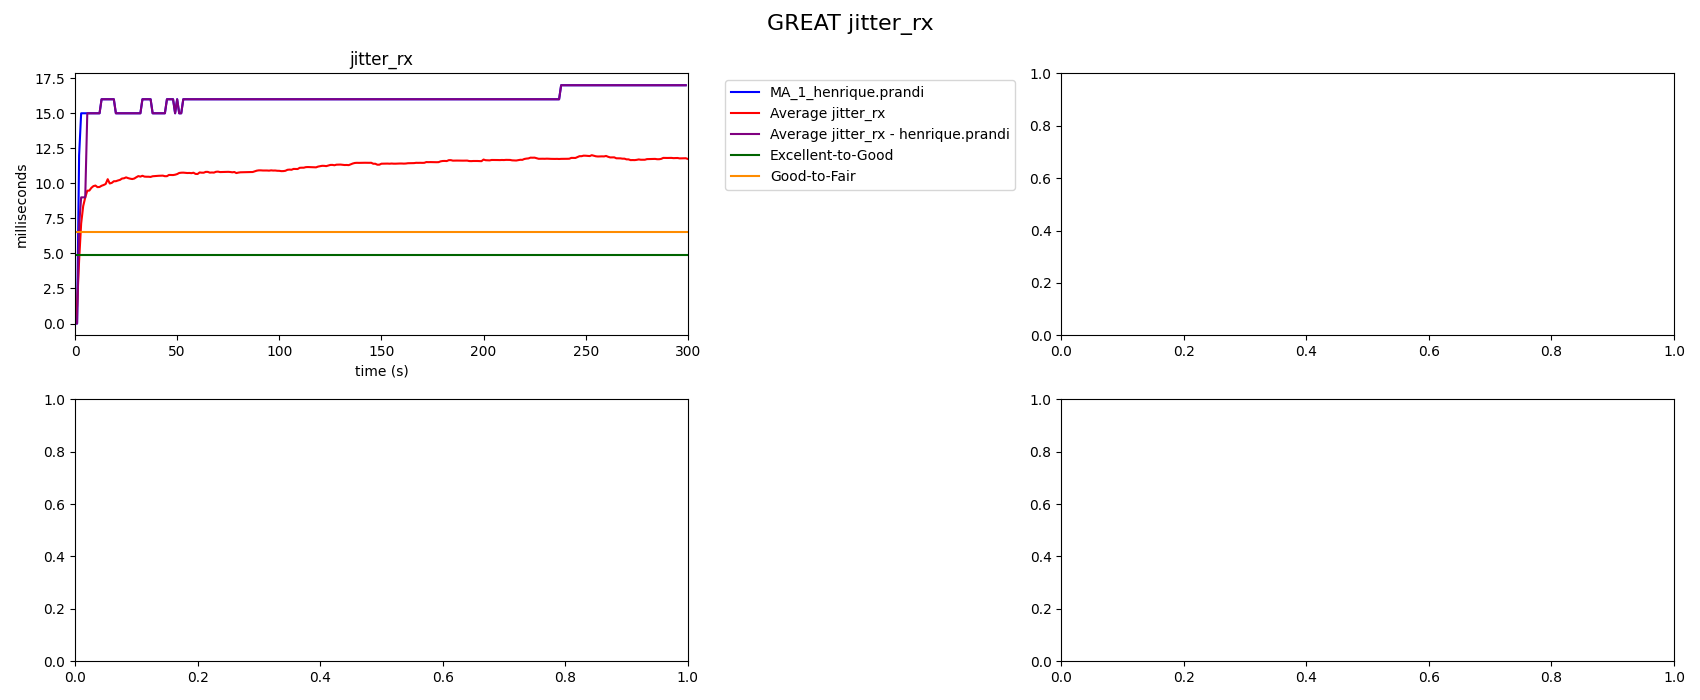 GREAT jitter_rx
jitter_rx
17.5
15.0
12.5
10.0
7.5
5.0
2.5
0.0
milliseconds
0 50 100 150 200 250 300
time (s)
MA_1_henrique.prandi
Average jitter_rx
Average jitter_rx - henrique.prandi
Excellent-to-Good
Good-to-Fair
1.0
0.8
0.6
0.4
0.2
0.0
0.0 0.2 0.4 0.6 0.8 1.0
1.0
0.8
0.6
0.4
0.2
0.0
0.0 0.2 0.4 0.6 0.8 1.0
1.0
0.8
0.6
0.4
0.2
0.0
0.0 0.2 0.4 0.6 0.8 1.0